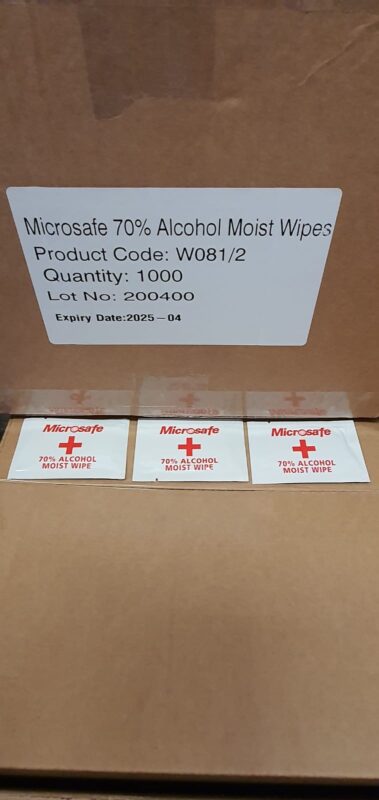 Microsafe 70% Alcohol Moist Wipes
Product Code: W081/2
Quantity: 1000
Lot No: 200400
Expiry Date:2025-04
Microsafe
70% ALCOHOL
MOIST WIPE
Microsafe
70% ALCOHOL
MOIST WIPE
Microsafe
70% ALCOHOL
MOIST WIPE